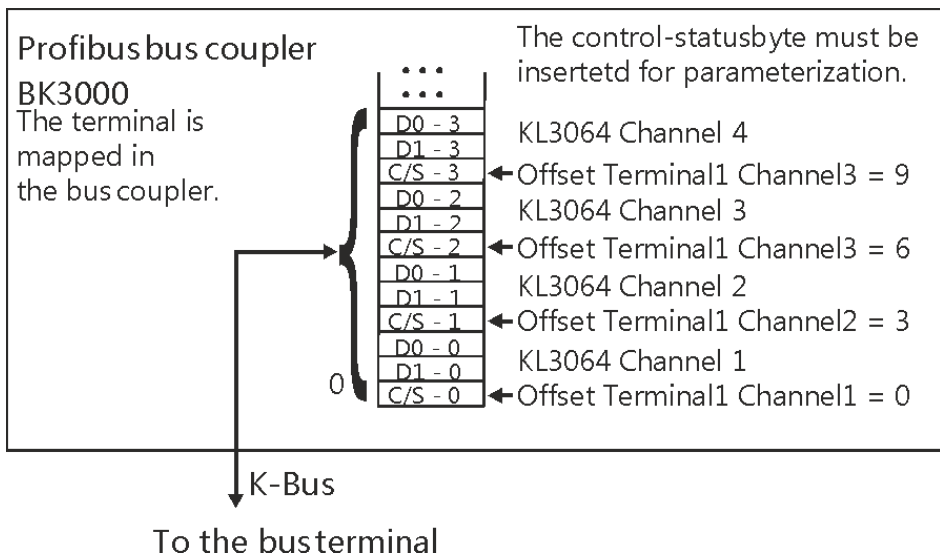 Profibus bus coupler
BK3000
The terminal is
mapped in
the bus coupler.
The control-statusbyte must be
insertetd for parameterization.
D0 - 3
D1 - 3
C/S - 3
D0 - 2
D1 - 2
C/S - 2
D0 - 1
D1 - 1
C/S - 1
D0 - 0
D1 - 0
C/S - 0
0
KL3064 Channel 4
Offset Terminal1 Channel3 = 9
KL3064 Channel 3
Offset Terminal1 Channel3 = 6
KL3064 Channel 2
Offset Terminal1 Channel2 = 3
KL3064 Channel 1
Offset Terminal1 Channel1 = 0
K-Bus
To the bus terminal